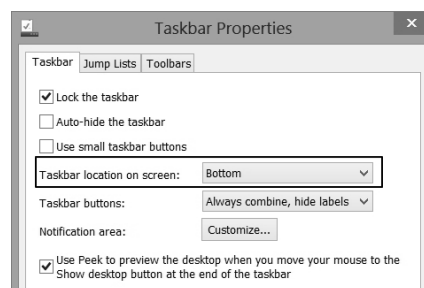 Taskbar Properties
Taskbar Jump Lists Toolbars
Lock the taskbar
Auto-hide the taskbar
Use small taskbar buttons
Taskbar location on screen: Bottom
Taskbar buttons: Always combine, hide labels
Notification area: Customize...
Use Peek to preview the desktop when you move your mouse to the
Show desktop button at the end of the taskbar